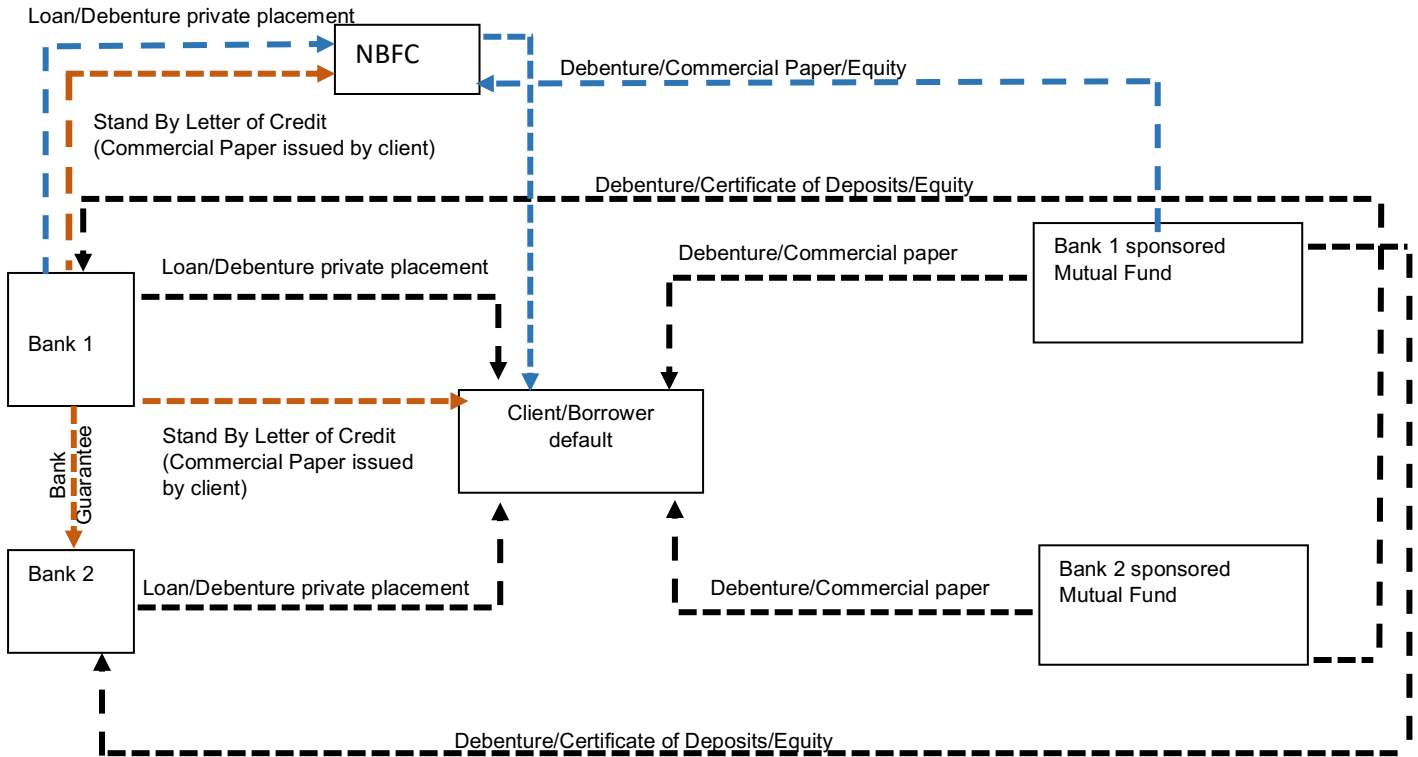 Loan/Debenture private placement
NBFC
Debenture/Commercial Paper/Equity
Stand By Letter of Credit
(Commercial Paper issued by client)
Debenture/Certificate of Deposits/Equity
Bank 1 sponsored
Mutual Fund
Debenture/Commercial paper
Loan/Debenture private placement
Bank 1
Client/Borrower
default
Stand By Letter of Credit
(Commercial Paper issued
by client)
Bank
Guarantee
Bank 2
Loan/Debenture private placement
Debenture/Commercial paper
Bank 2 sponsored
Mutual Fund
Debenture/Certificate of Deposits/Equity